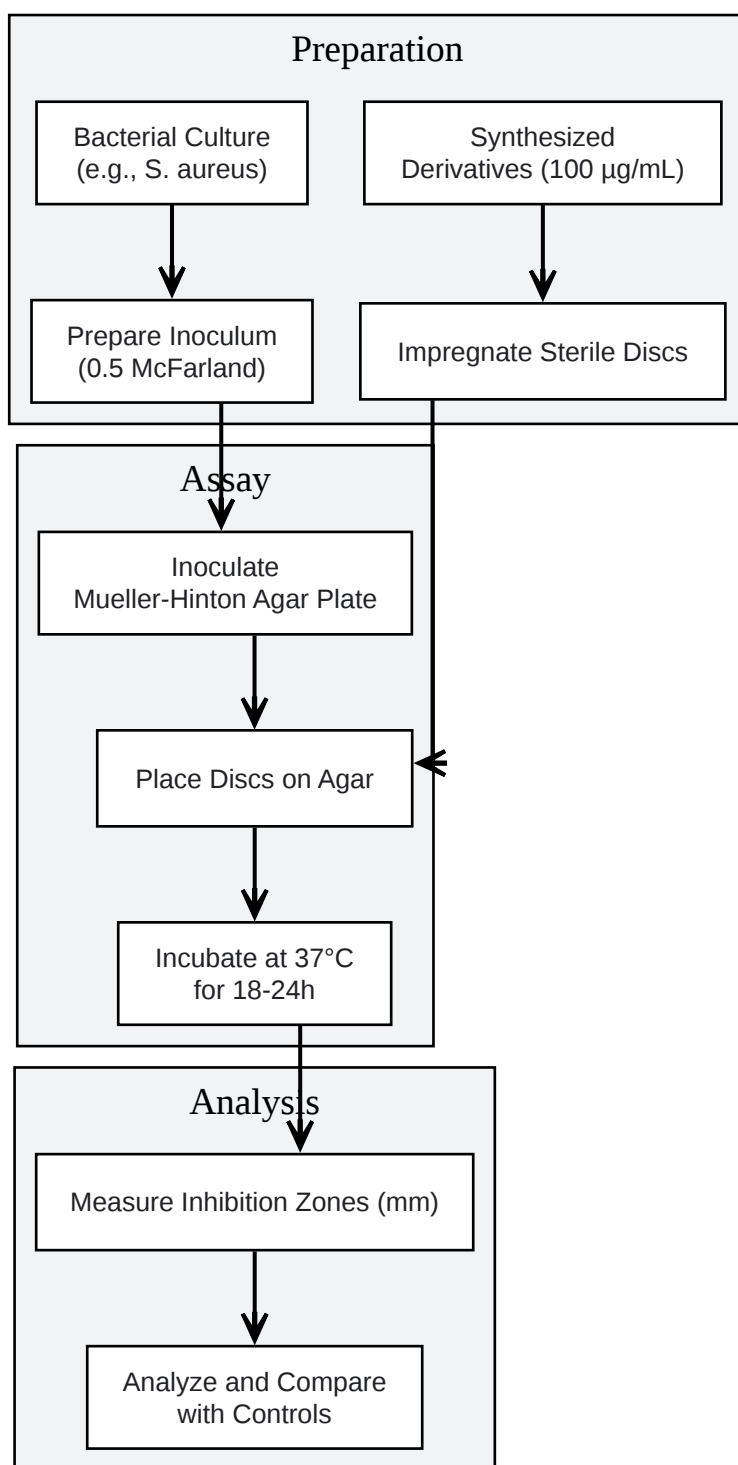 Preparation
Bacterial Culture
(e.g., S. aureus)
Synthesized
Derivatives (100 µg/mL)
Prepare Inoculum
(0.5 McFarland)
Impregnate Sterile Discs
Assay
Inoculate
Mueller-Hinton Agar Plate
Place Discs on Agar
Incubate at 37°C
for 18-24h
Analysis
Measure Inhibition Zones (mm)
Analyze and Compare
with Controls